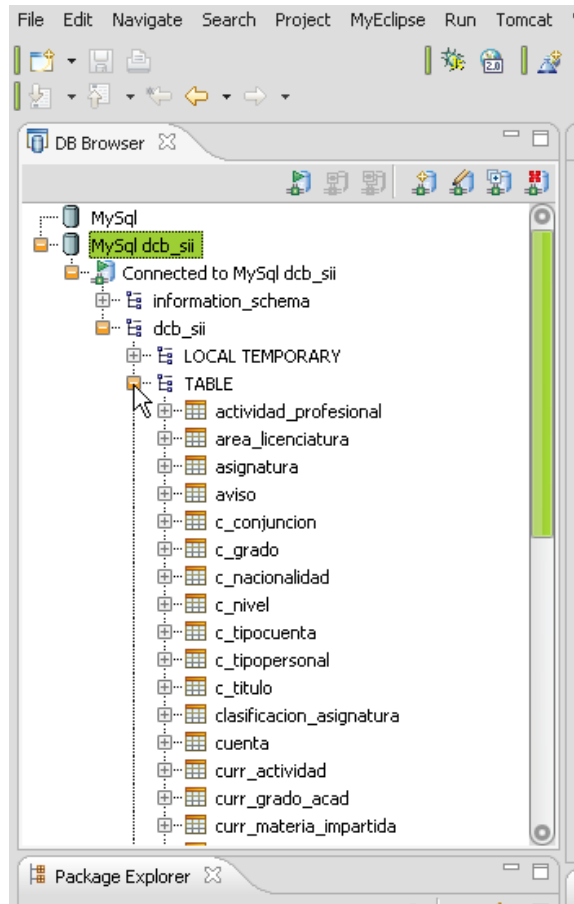 File Edit Navigate Search Project MyEclipse Run Tomcat
2.0
DB Browser
MySql
MySql dcb_sii
Connected to MySql dcb_sii
information_schema
dcb_sii
LOCAL TEMPORARY
TABLE
actividad_profesional
area_licenciatura
asignatura
aviso
c_conjuncion
c_grado
c_nacionalidad
c_nivel
c_tipocuenta
c_tipopersonal
c_titulo
clasificacion_asignatura
cuenta
curr_actividad
curr_grado_acad
curr_materia_impartida
Package Explorer